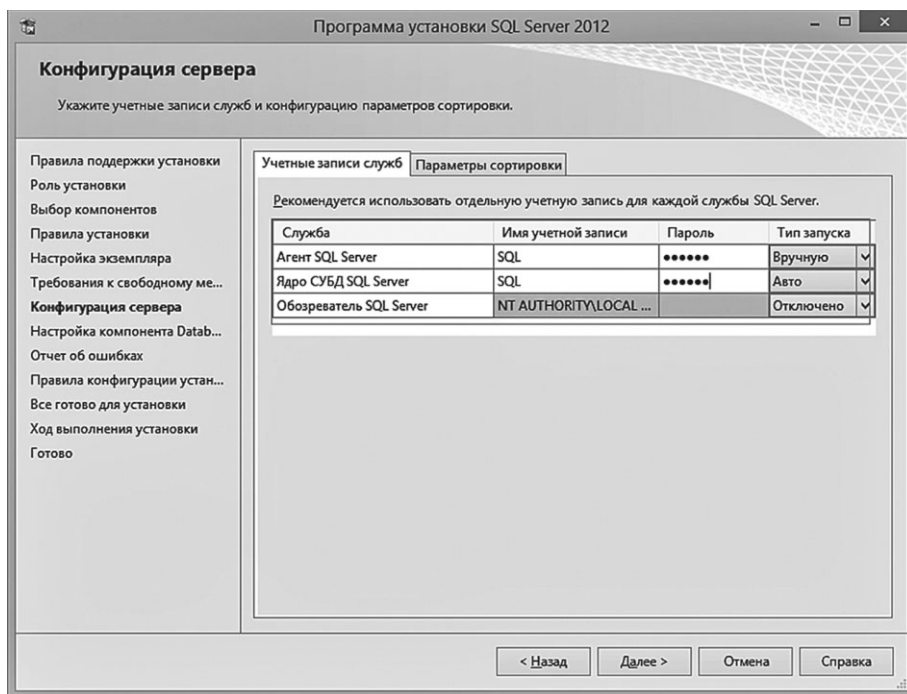 Программа установки SQL Server 2012
Конфигурация сервера
Укажите учетные записи служб и конфигурацию параметров сортировки.
Правила поддержки установки
Роль установки
Выбор компонентов
Правила установки
Настройка экземпляра
Требования к свободному ме...
Конфигурация сервера
Настройка компонента Datab...
Отчет об ошибках
Правила конфигурации устан...
Все готово для установки
Ход выполнения установки
Готово
Учетные записи служб Параметры сортировки
Рекомендуется использовать отдельную учетную запись для каждой службы SQL Server.
Служба Имя учетной записи Пароль Тип запуска
Агент SQL Server SQL ●●●●●● Вручную
Ядро СУБД SQL Server SQL ●●●●●● Авто
Обозреватель SQL Server NT AUTHORITY\LOCAL ... Отключено
< Назад Далее > Отмена Справка